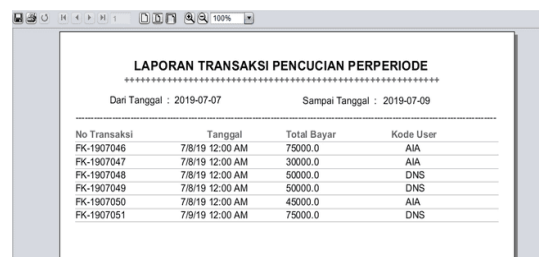 1 100%
LAPORAN TRANSAKSI PENCUCIAN PERPERIODE
++++++++++++++++++++++++++++++++++++++++++++++++++++++++++++
Dari Tanggal : 2019-07-07 Sampai Tanggal : 2019-07-09
No Transaksi Tanggal Total Bayar Kode User
FK-1907046 7/8/19 12:00 AM 75000.0 AIA
FK-1907047 7/8/19 12:00 AM 30000.0 AIA
FK-1907048 7/8/19 12:00 AM 50000.0 DNS
FK-1907049 7/8/19 12:00 AM 50000.0 DNS
FK-1907050 7/8/19 12:00 AM 45000.0 AIA
FK-1907051 7/9/19 12:00 AM 75000.0 DNS